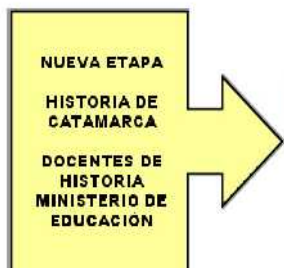 NUEVA ETAPA
HISTORIA DE
CATAMARCA
DOCENTES DE
HISTORIA
MINISTERIO DE
EDUCACIÓN